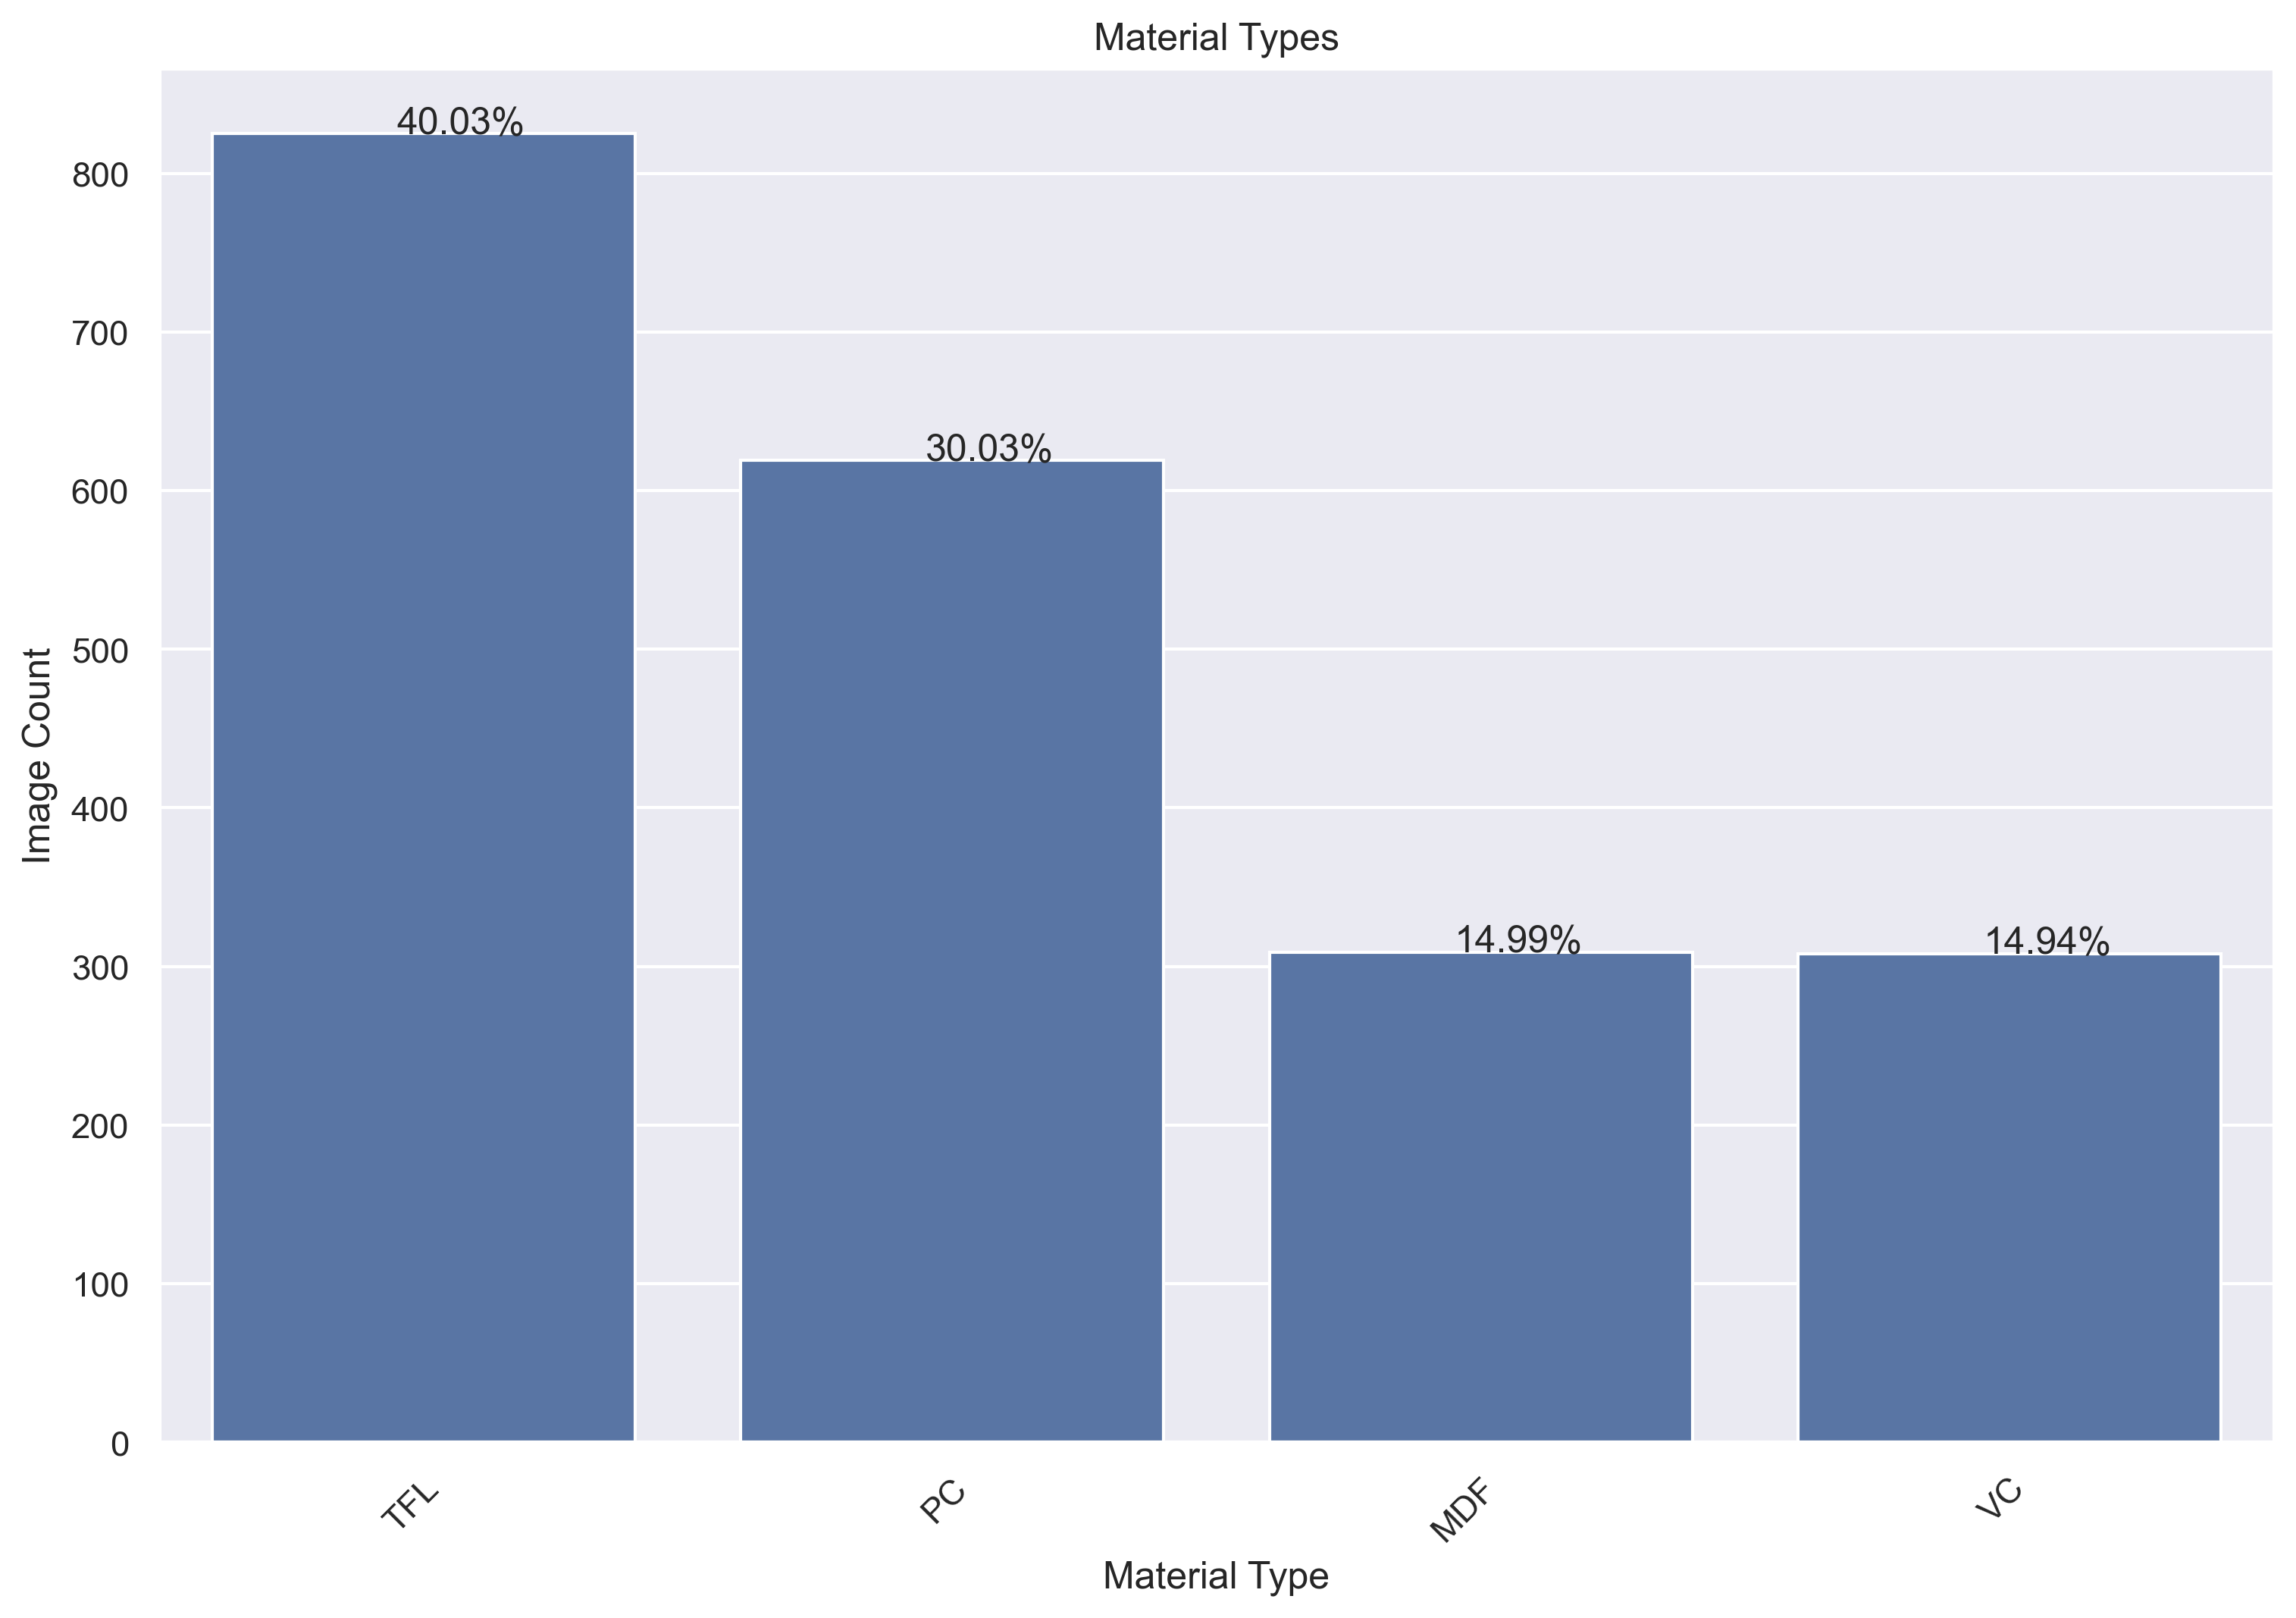 Material Types
Image Count
800
700
600
500
400
300
200
100
0
40.03%
30.03%
14.99%
14.94%
TFL
PC
MDF
VC
Material Type